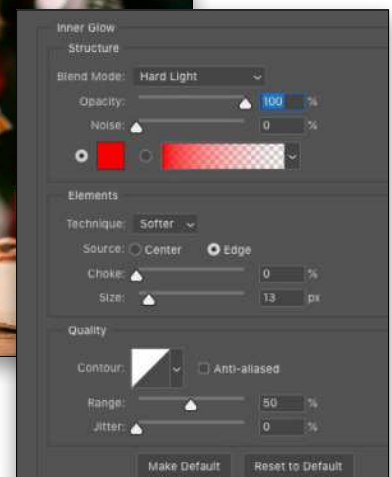 Inner Glow
Structure
Blend Mode: Hard Light
Opacity: 100 %
Noise: 0 %
Elements
Technique: Softer
Source: Center Edge
Choke: 0 %
Size: 13 px
Quality
Contour: Anti-aliased
Range: 50 %
Jitter: 0 %
Make Default Reset to Default